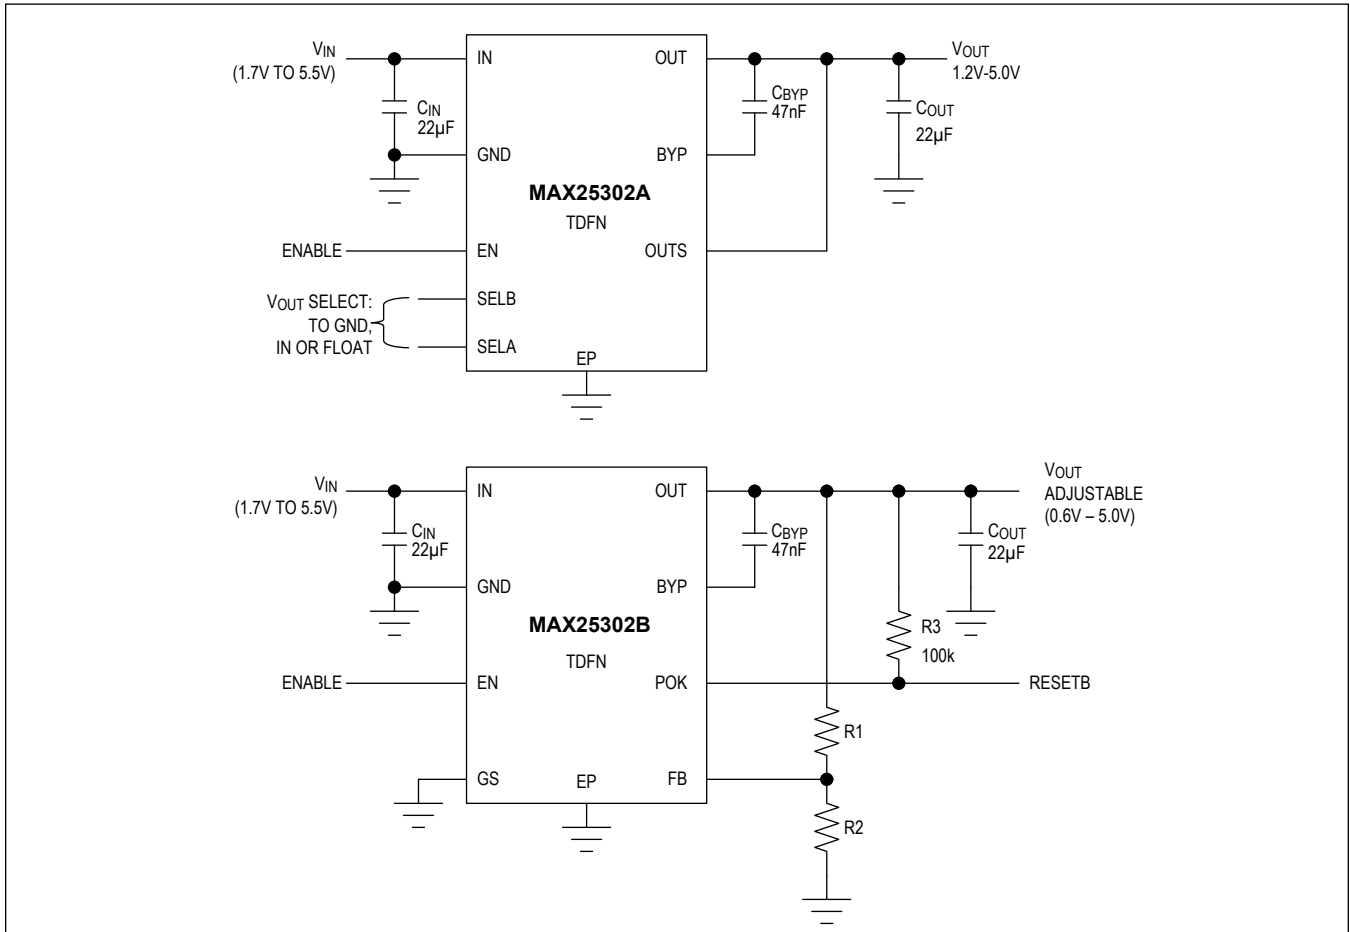 VIN
(1.7V TO 5.5V)
CIN
22µF
IN
GND
EN
SELB
SELA
ENABLE
VOUT SELECT:
TO GND,
IN OR FLOAT
MAX25302A
TDFN
EP
OUT
BYP
OUTS
CBYP
47nF
COUT
22µF
VOUT
1.2V-5.0V
VIN
(1.7V TO 5.5V)
CIN
22µF
IN
GND
EN
GS
ENABLE
MAX25302B
TDFN
EP
OUT
BYP
POK
FB
CBYP
47nF
COUT
22µF
R3
100k
R1
R2
VOUT
ADJUSTABLE
(0.6V – 5.0V)
RESETB